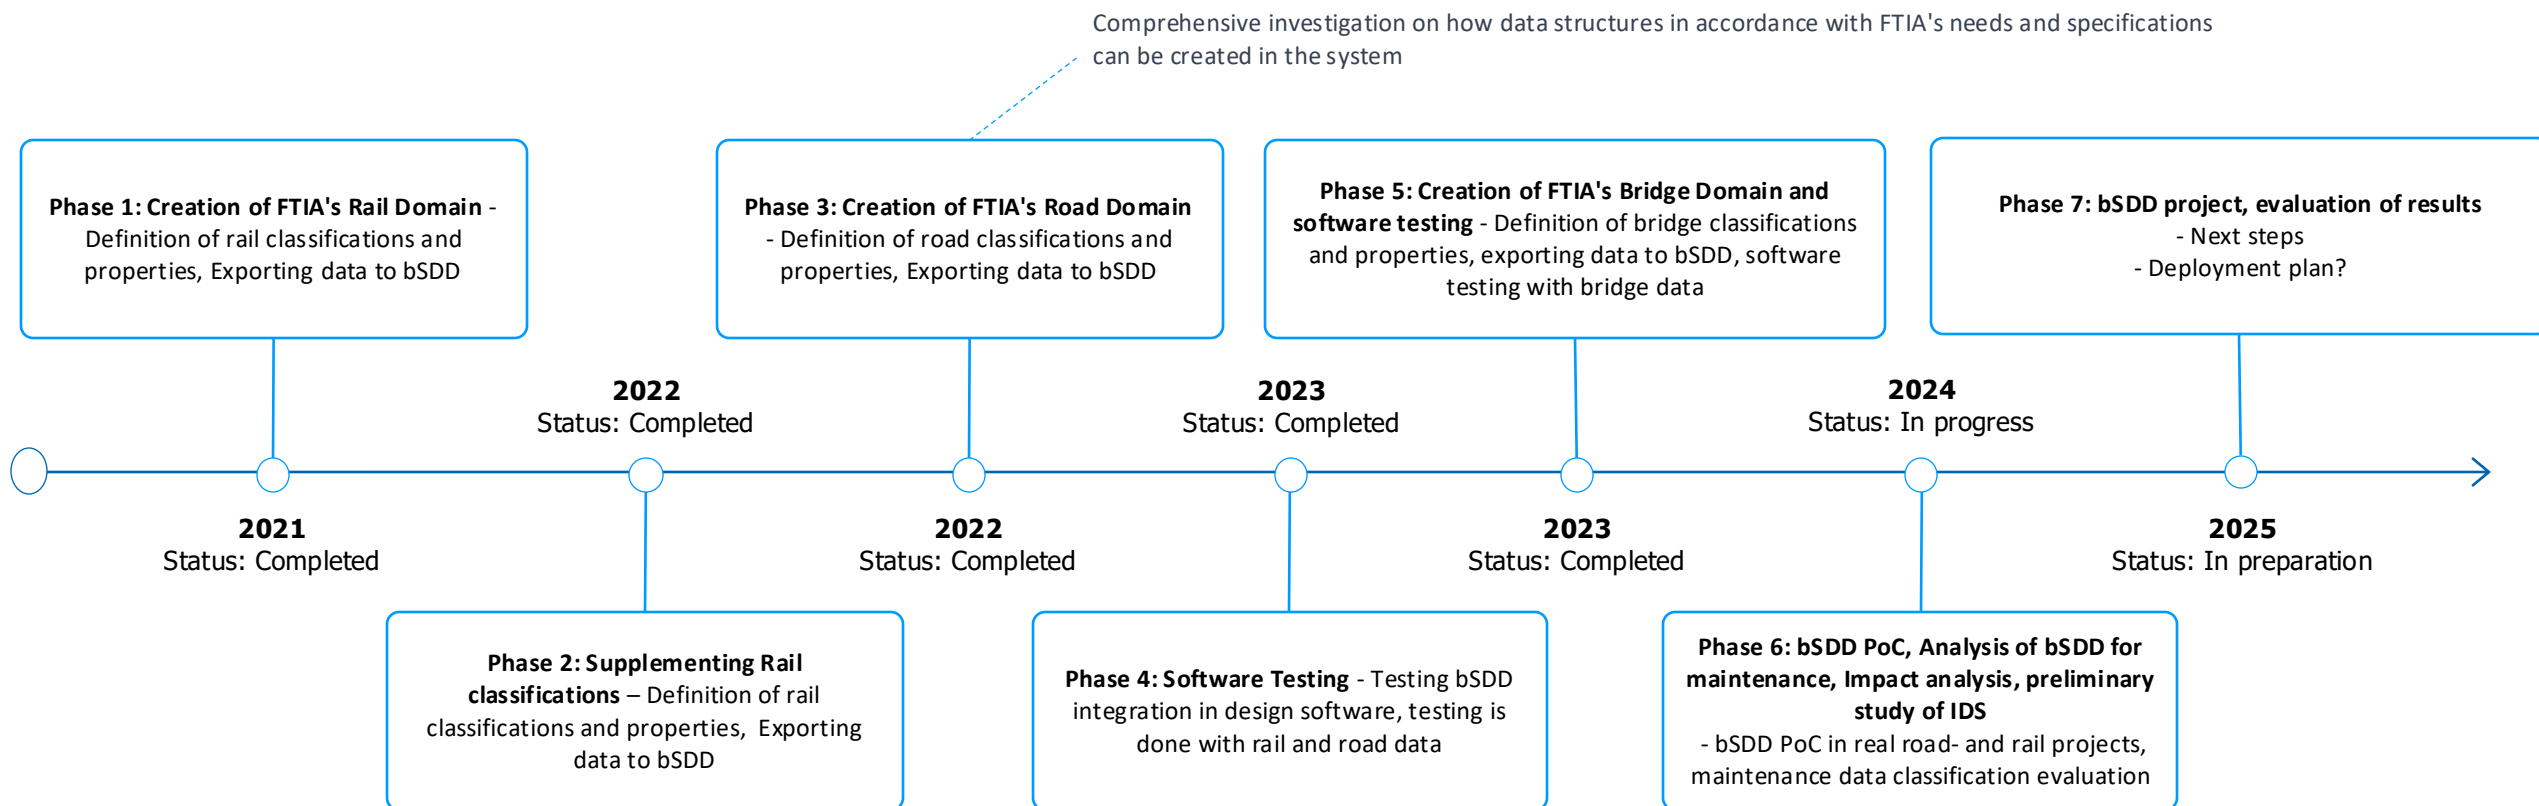 Comprehensive investigation on how data structures in accordance with FTIA's needs and specifications
can be created in the system
Phase 1: Creation of FTIA's Rail Domain -
Definition of rail classifications and
properties, Exporting data to bSDD
Phase 3: Creation of FTIA's Road Domain
- Definition of road classifications and
properties, Exporting data to bSDD
Phase 5: Creation of FTIA's Bridge Domain and
software testing - Definition of bridge classifications
and properties, exporting data to bSDD, software
testing with bridge data
Phase 7: bSDD project, evaluation of results
- Next steps
- Deployment plan?
2022
Status: Completed
2023
Status: Completed
2024
Status: In progress
2021
Status: Completed
2022
Status: Completed
2023
Status: Completed
2025
Status: In preparation
Phase 2: Supplementing Rail
classifications – Definition of rail
classifications and properties, Exporting
data to bSDD
Phase 4: Software Testing - Testing bSDD
integration in design software, testing is
done with rail and road data
Phase 6: bSDD PoC, Analysis of bSDD for
maintenance, Impact analysis, preliminary
study of IDS
- bSDD PoC in real road- and rail projects,
maintenance data classification evaluation